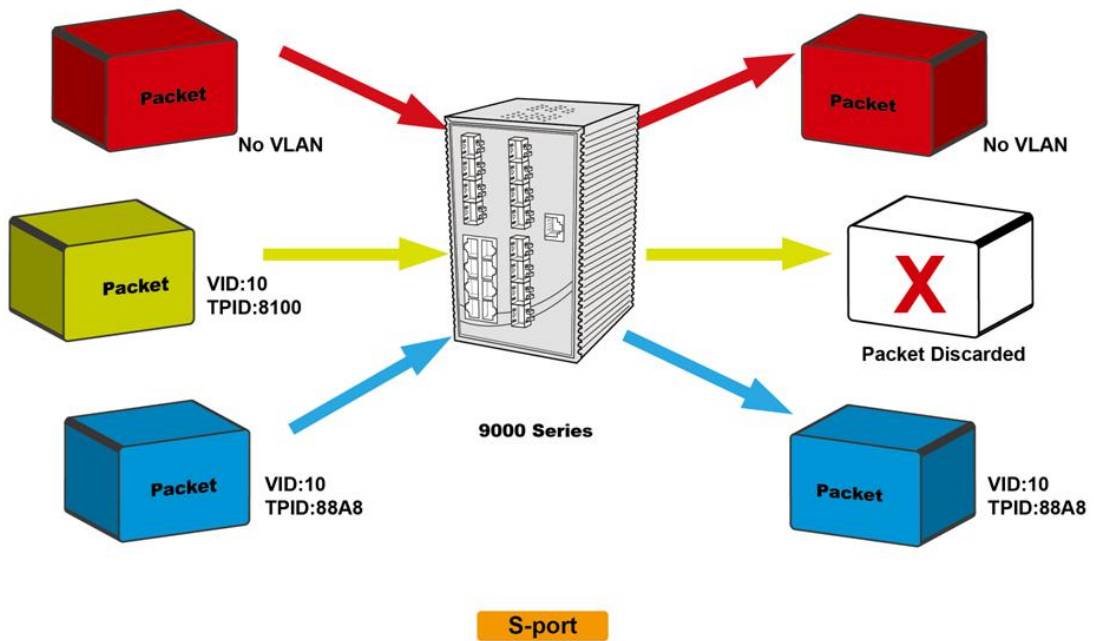 Packet
No VLAN
Packet
No VLAN
Packet
VID:10
TPID:8100
X
Packet Discarded
9000 Series
Packet
VID:10
TPID:88A8
Packet
VID:10
TPID:88A8
S-port